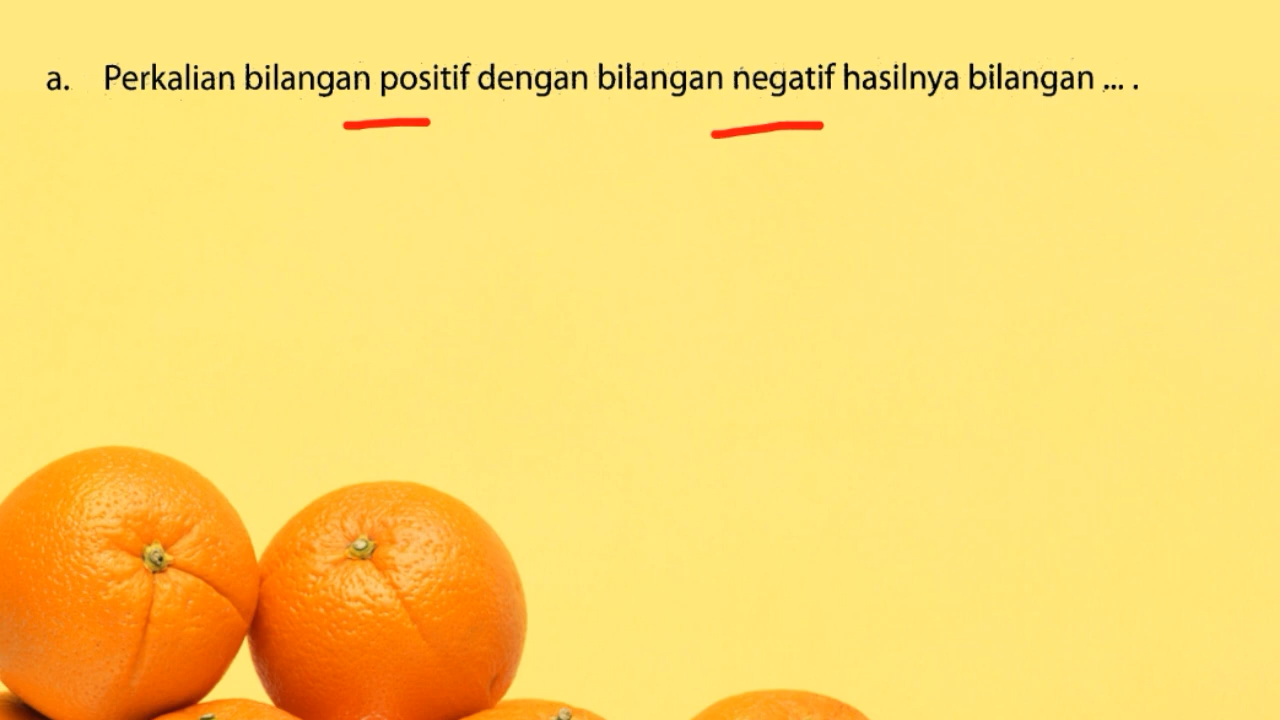 a. Perkalian bilangan positif dengan bilangan negatif hasilnya bilangan ... .